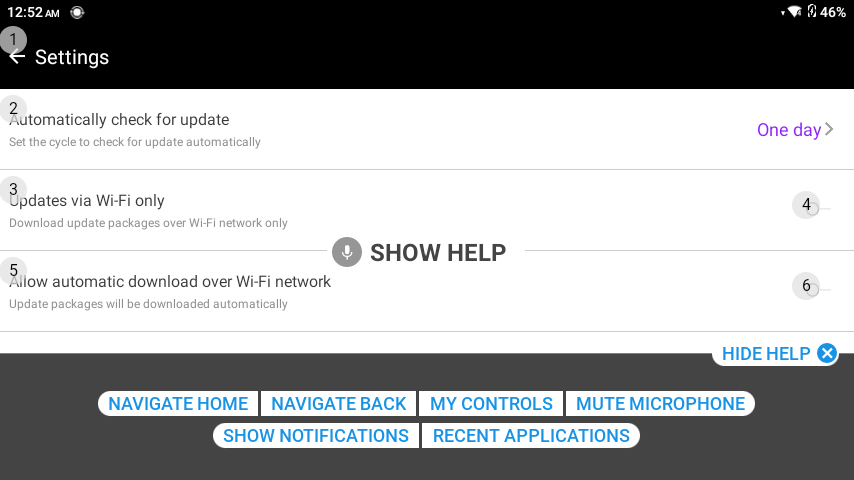 12:52 AM 46%
1
Settings
2
Automatically check for update
Set the cycle to check for update automatically
One day
3
Updates via Wi-Fi only
Download update packages over Wi-Fi network only
4
SHOW HELP
5
Allow automatic download over Wi-Fi network
Update packages will be downloaded automatically
6
HIDE HELP
NAVIGATE HOME NAVIGATE BACK MY CONTROLS MUTE MICROPHONE
SHOW NOTIFICATIONS RECENT APPLICATIONS